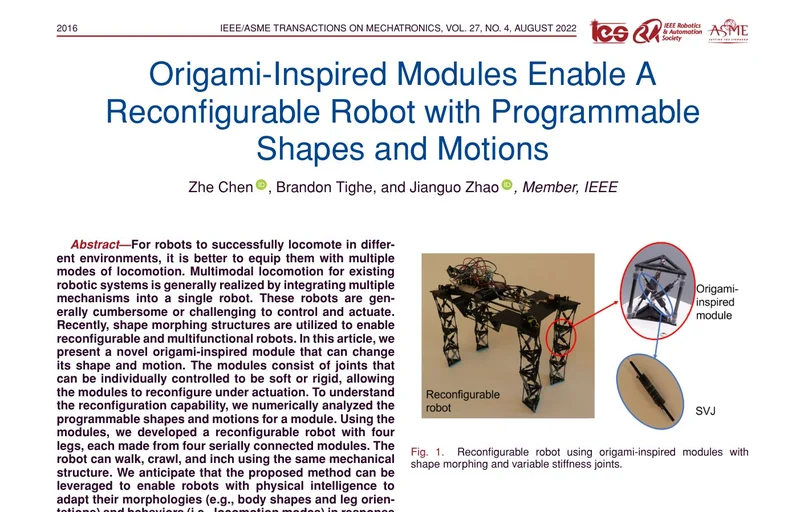 2016
IEEE/ASME TRANSACTIONS ON MECHATRONICS, VOL. 27, NO. 4, AUGUST 2022
IES
IEEE Robotics
& Automation
Society
ASME
Origami-Inspired Modules Enable A
Reconfigurable Robot with Programmable
Shapes and Motions
Zhe Chen, Brandon Tighe, and Jianguo Zhao, Member, IEEE
Abstract—For robots to successfully locomote in differ-
ent environments, it is better to equip them with multiple
modes of locomotion. Multimodal locomotion for existing
robotic systems is generally realized by integrating multiple
mechanisms into a single robot. These robots are gen-
erally cumbersome or challenging to control and actuate.
Recently, shape morphing structures are utilized to enable
reconfigurable and multifunctional robots. In this article, we
present a novel origami-inspired module that can change
its shape and motion. The modules consist of joints that
can be individually controlled to be soft or rigid, allowing
the modules to reconfigure under actuation. To understand
the reconfiguration capability, we numerically analyzed the
programmable shapes and motions for a module. Using the
modules, we developed a reconfigurable robot with four
legs, each made from four serially connected modules. The
robot can walk, crawl, and inch using the same mechanical
structure. We anticipate that the proposed method can be
leveraged to enable robots with physical intelligence to
adapt their morphologies (e.g., body shapes and leg orien-
tations) and behaviors (i.e., locomotion modes) in response
Reconfigurable
robot
Origami-
inspired
module
SVJ
Fig. 1. Reconfigurable robot using origami-inspired modules with
shape morphing and variable stiffness joints.